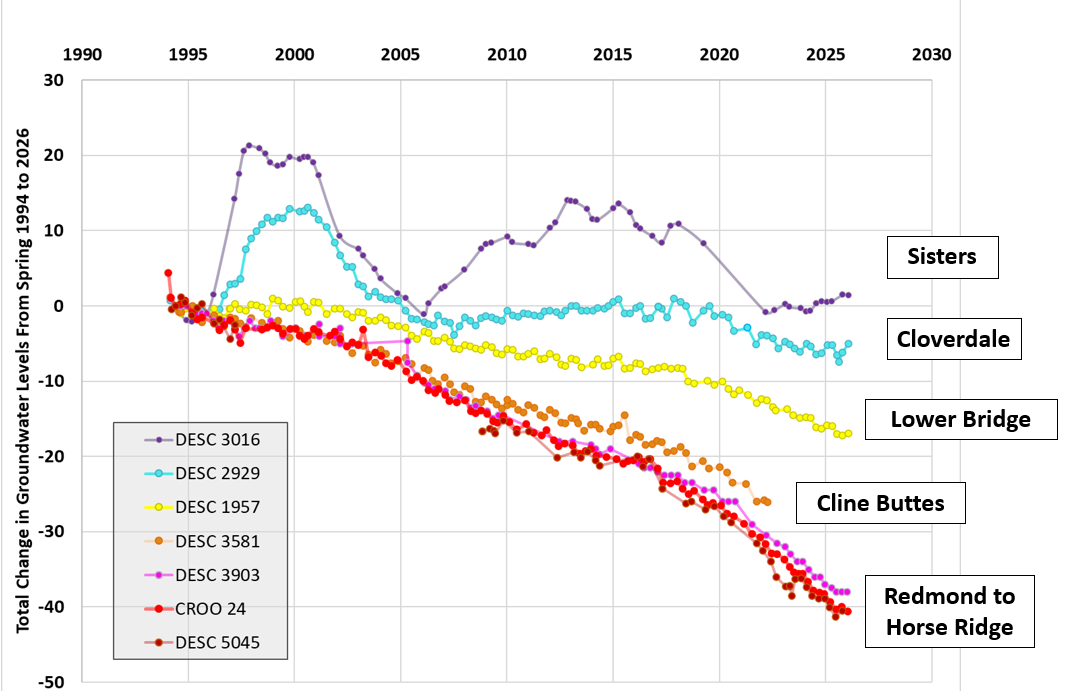 1990 1995 2000 2005 2010 2015 2020 2025 2030
30
20
10
0
-10
-20
-30
-40
-50
Total Change in Groundwater Levels From Spring 1994 to 2026
Sisters
Cloverdale
Lower Bridge
Cline Buttes
Redmond to
Horse Ridge
DESC 3016
DESC 2929
DESC 1957
DESC 3581
DESC 3903
CROO 24
DESC 5045